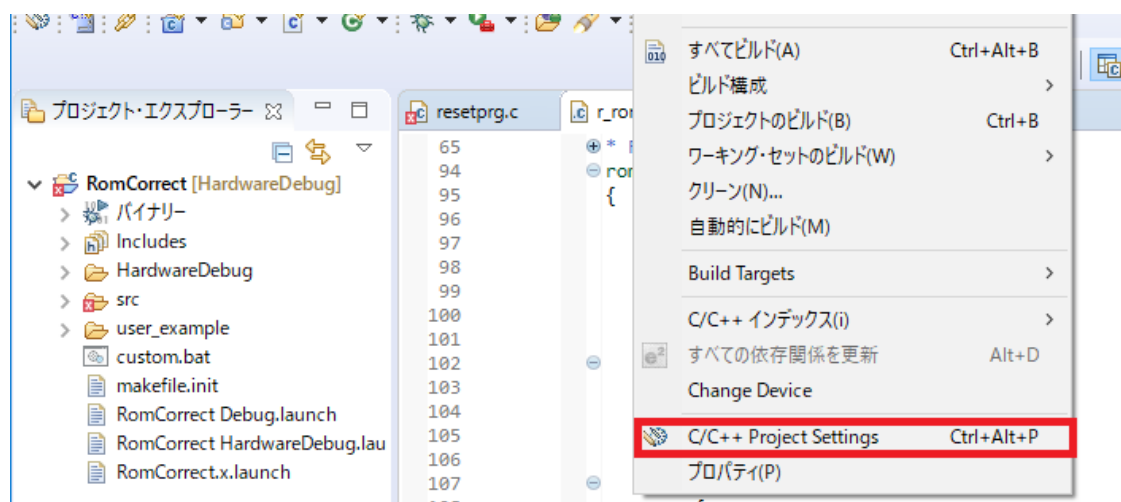 すべてビルド(A) Ctrl+Alt+B
ビルド構成
プロジェクトのビルド(B) Ctrl+B
ワーキング・セットのビルド(W)
クリーン(N)...
自動的にビルド(M)
Build Targets
C/C++ インデックス(i)
すべての依存関係を更新 Alt+D
Change Device
C/C++ Project Settings Ctrl+Alt+P
プロパティ(P)
プロジェクト・エクスプローラー
RomCorrect [HardwareDebug]
バイナリー
Includes
HardwareDebug
src
user_example
custom.bat
makefile.init
RomCorrect Debug.launch
RomCorrect HardwareDebug.lau
RomCorrect.x.launch
resetprg.c
r_ro
65
94 ro
95 {
96
97
98
99
100
101
102
103
104
105
106
107